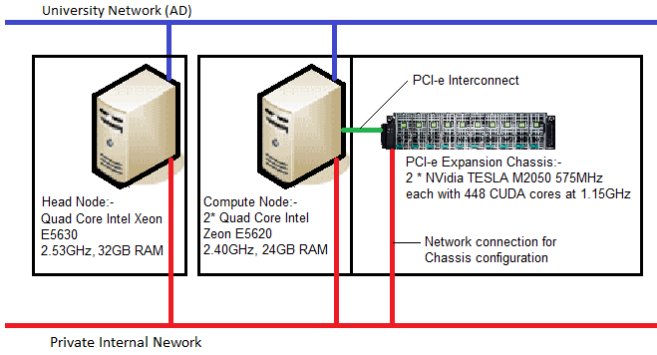 University Network (AD)
PCI-e Interconnect
Head Node:-
Quad Core Intel Xeon
E5630
2.53GHz, 32GB RAM
Compute Node:-
2* Quad Core Intel
Zeon E5620
2.40GHz, 24GB RAM
PCI-e Expansion Chassis:-
2 * NVidia TESLA M2050 575MHz
each with 448 CUDA cores at 1.15GHz
Network connection for
Chassis configuration
Private Internal Nework